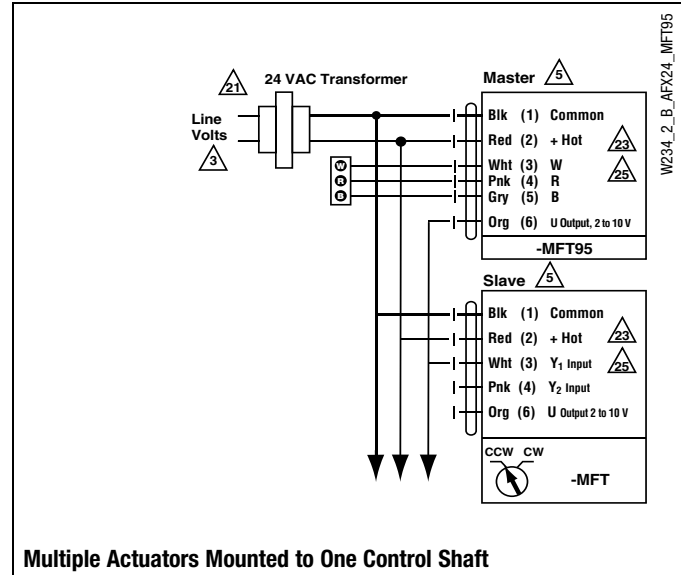 W234_2_B_AFX24_MFT95
21
24 VAC Transformer
Line
Volts
3
Master 5
Blk (1) Common
Red (2) + Hot 23
Wht (3) W 25
Pnk (4) R
Gry (5) B
W
R
B
Org (6) U Output, 2 to 10 V
-MFT95
Slave 5
Blk (1) Common
Red (2) + Hot 23
Wht (3) Y₁ Input 25
Pnk (4) Y₂ Input
Org (6) U Output 2 to 10 V
CCW CW
-MFT
Multiple Actuators Mounted to One Control Shaft